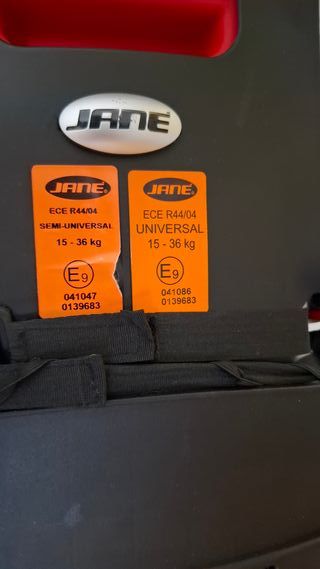 JANE
JANE
ECE R44/04
SEMI-UNIVERSAL
15 - 36 kg
E9
041047
0139683
JANE
ECE R44/04
UNIVERSAL
15 - 36 kg
E9
041086
0139683